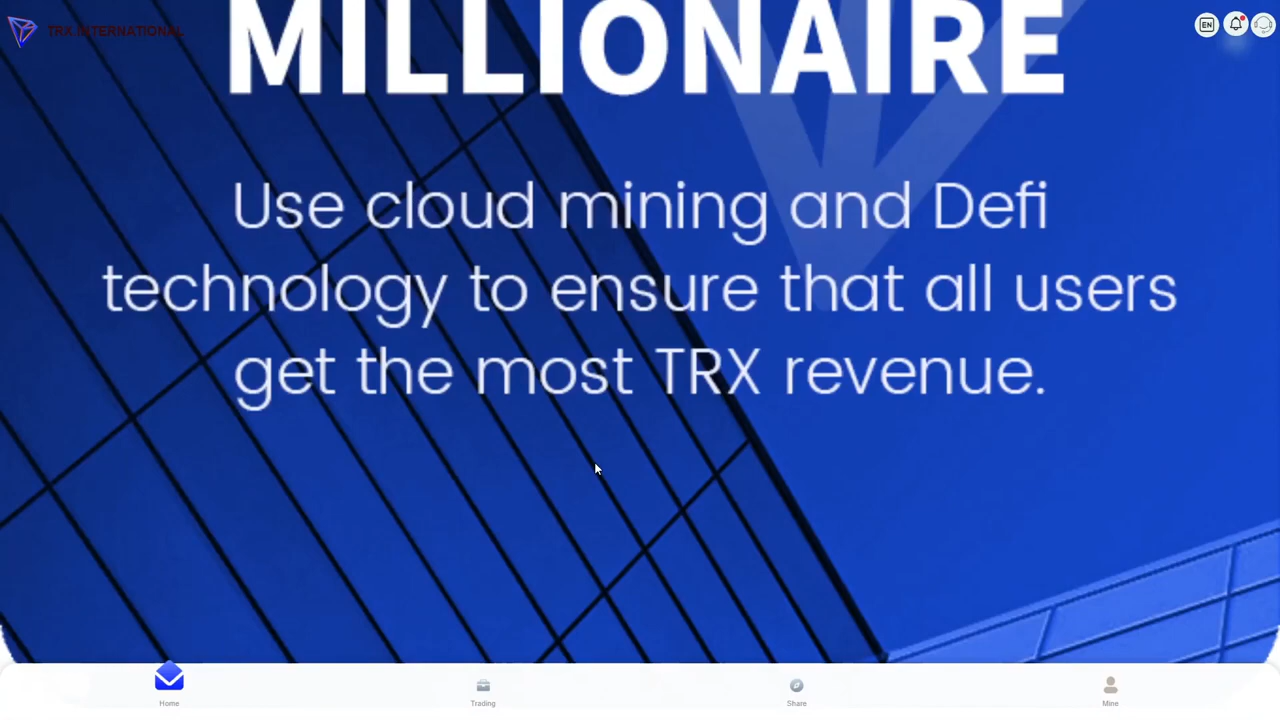 MILLIONAIRE
TRX INTERNATIONAL
EN
Use cloud mining and Defi
technology to ensure that all users
get the most TRX revenue.
Home
Trading
Share
Mine